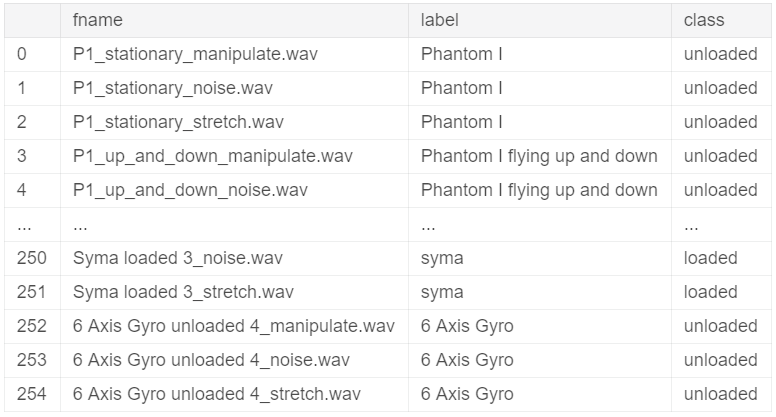 fname label class
0 P1_stationary_manipulate.wav Phantom I unloaded
1 P1_stationary_noise.wav Phantom I unloaded
2 P1_stationary_stretch.wav Phantom I unloaded
3 P1_up_and_down_manipulate.wav Phantom I flying up and down unloaded
4 P1_up_and_down_noise.wav Phantom I flying up and down unloaded
... ... ... ...
250 Syma loaded 3_noise.wav syma loaded
251 Syma loaded 3_stretch.wav syma loaded
252 6 Axis Gyro unloaded 4_manipulate.wav 6 Axis Gyro unloaded
253 6 Axis Gyro unloaded 4_noise.wav 6 Axis Gyro unloaded
254 6 Axis Gyro unloaded 4_stretch.wav 6 Axis Gyro unloaded